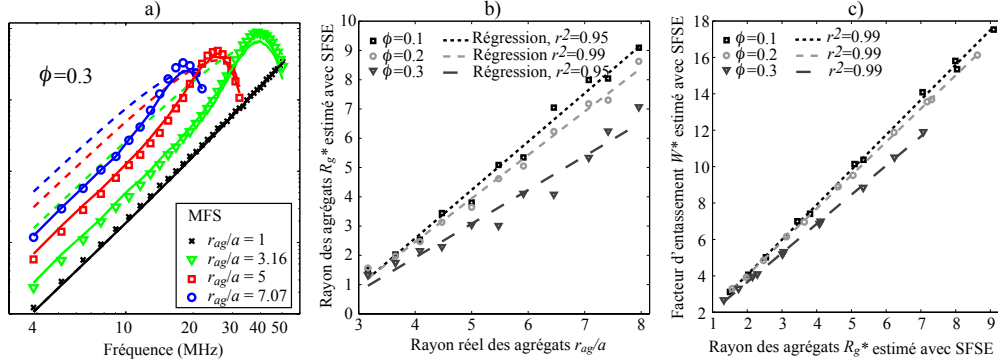 a)
ϕ=0.3
MFS
r_ag/a = 1
r_ag/a = 3.16
r_ag/a = 5
r_ag/a = 7.07
4 10 20 30 40 50
Fréquence (MHz)
b)
Rayon des agrégats R_g* estimé avec SFSE
10
9
8
7
6
5
4
3
2
1
0
ϕ=0.1 Régression, r²=0.95
ϕ=0.2 Régression, r²=0.99
ϕ=0.3 Régression, r²=0.95
3 4 5 6 7 8
Rayon réel des agrégats r_ag/a
c)
Facteur d'entassement W* estimé avec SFSE
18
16
14
12
10
8
6
4
2
ϕ=0.1 r²=0.99
ϕ=0.2 r²=0.99
ϕ=0.3 r²=0.99
1 2 3 4 5 6 7 8 9
Rayon des agrégats R_g* estimé avec SFSE